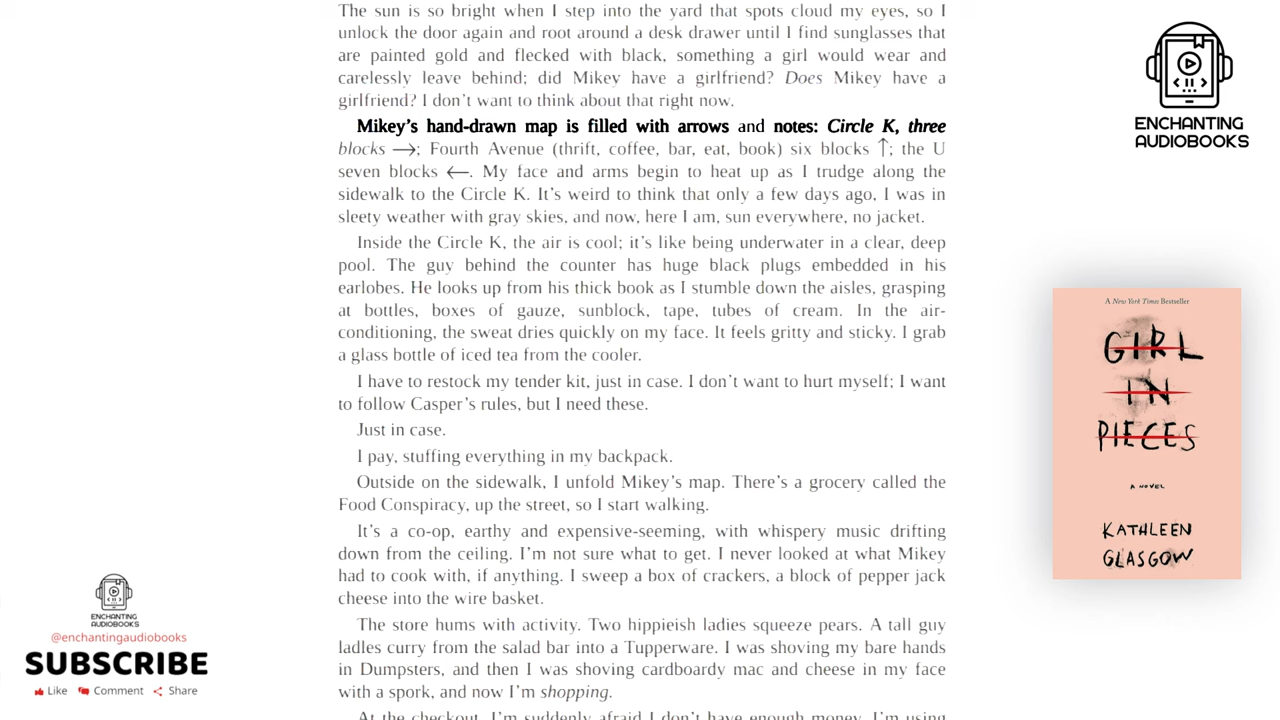 The sun is so bright when I step into the yard that spots cloud my eyes, so I
unlock the door again and root around a desk drawer until I find sunglasses that
are painted gold and flecked with black, something a girl would wear and
carelessly leave behind; did Mikey have a girlfriend? Does Mikey have a
girlfriend? I don’t want to think about that right now.
Mikey’s hand-drawn map is filled with arrows and notes: Circle K, three
blocks →; Fourth Avenue (thrift, coffee, bar, eat, book) six blocks ↑; the U
seven blocks ←. My face and arms begin to heat up as I trudge along the
sidewalk to the Circle K. It’s weird to think that only a few days ago, I was in
sleety weather with gray skies, and now, here I am, sun everywhere, no jacket.
Inside the Circle K, the air is cool; it’s like being underwater in a clear, deep
pool. The guy behind the counter has huge black plugs embedded in his
earlobes. He looks up from his thick book as I stumble down the aisles, grasping
at bottles, boxes of gauze, sunblock, tape, tubes of cream. In the air-
conditioning, the sweat dries quickly on my face. It feels gritty and sticky. I grab
a glass bottle of iced tea from the cooler.
I have to restock my tender kit, just in case. I don’t want to hurt myself; I want
to follow Casper’s rules, but I need these.
Just in case.
I pay, stuffing everything in my backpack.
Outside on the sidewalk, I unfold Mikey’s map. There’s a grocery called the
Food Conspiracy, up the street, so I start walking.
It’s a co-op, earthy and expensive-seeming, with whispery music drifting
down from the ceiling. I’m not sure what to get. I never looked at what Mikey
had to cook with, if anything. I sweep a box of crackers, a block of pepper jack
cheese into the wire basket.
The store hums with activity. Two hippieish ladies squeeze pears. A tall guy
ladles curry from the salad bar into a Tupperware. I was shoving my bare hands
in Dumpsters, and then I was shoving cardboardy mac and cheese in my face
with a spork, and now I’m shopping.
At the checkout, I’m suddenly afraid I don’t have enough money. I’m using
ENCHANTING
AUDIOBOOKS
A New York Times Bestseller
GIRL
IN
PIECES
A NOVEL
KATHLEEN
GLASGOW
ENCHANTING
AUDIOBOOKS
@enchantingaudiobooks
SUBSCRIBE
Like Comment Share